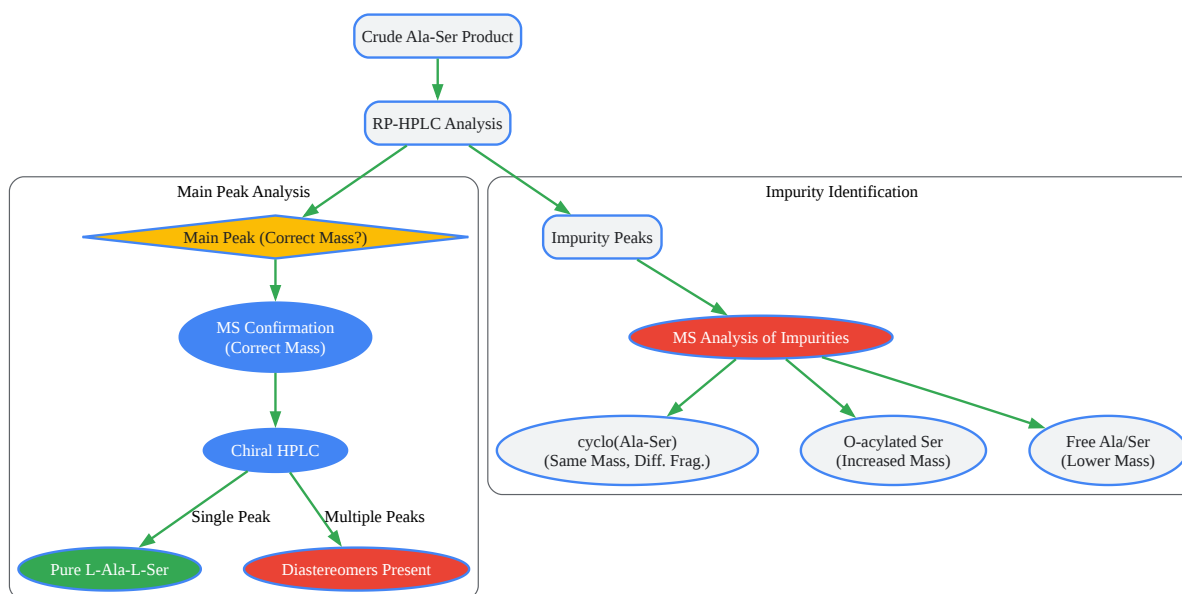 Crude Ala-Ser Product
RP-HPLC Analysis
Main Peak Analysis
Main Peak (Correct Mass?)
MS Confirmation
(Correct Mass)
Chiral HPLC
Single Peak
Multiple Peaks
Pure L-Ala-L-Ser
Diastereomers Present
Impurity Identification
Impurity Peaks
MS Analysis of Impurities
cyclo(Ala-Ser)
(Same Mass, Diff. Frag.)
O-acylated Ser
(Increased Mass)
Free Ala/Ser
(Lower Mass)